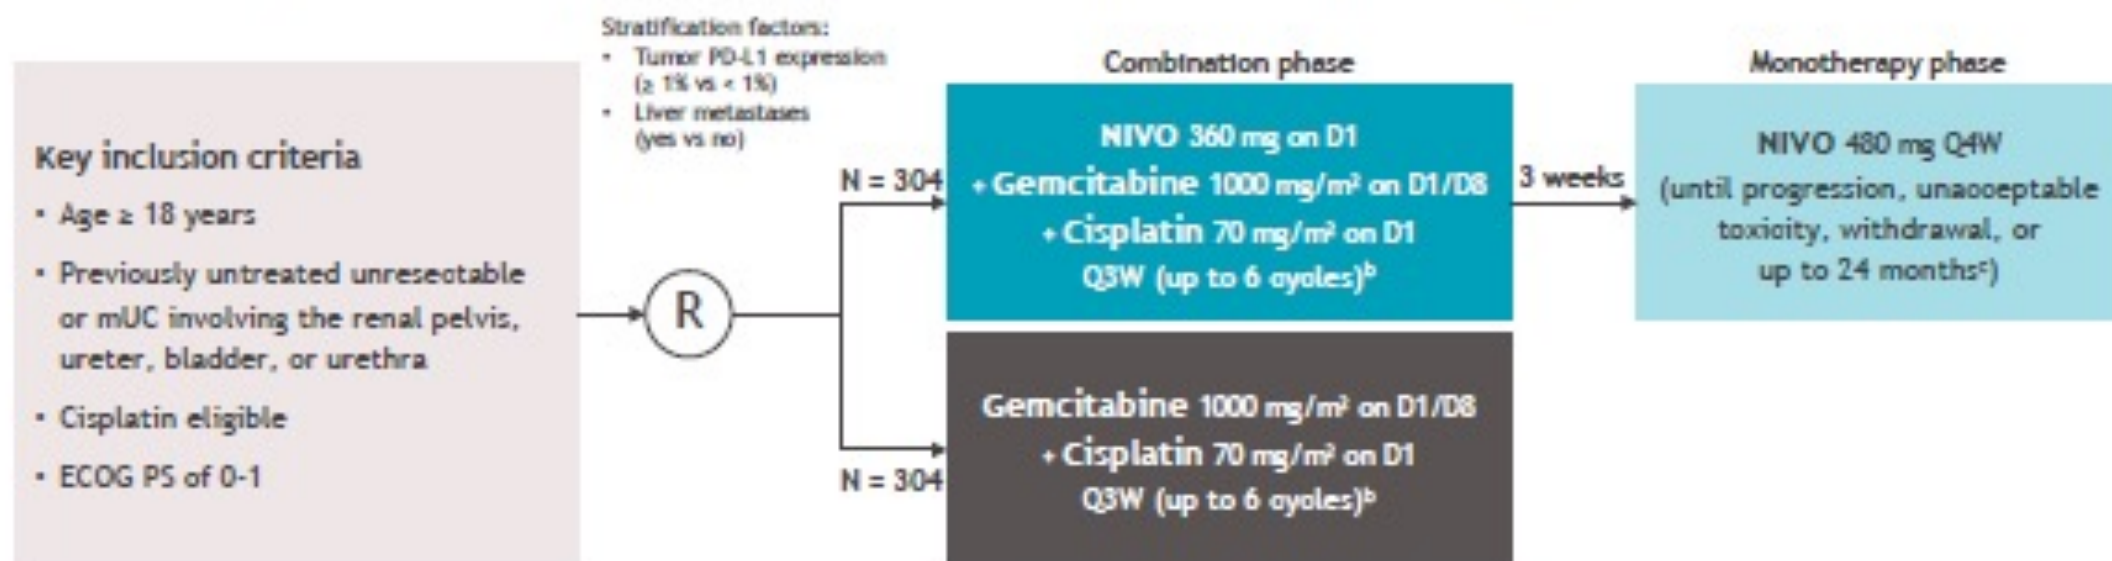 Stratification factors:
• Tumor PD-L1 expression
(≥ 1% vs < 1%)
• Liver metastases
(yes vs no)
Key inclusion criteria
• Age ≥ 18 years
• Previously untreated unresectable
or mUC involving the renal pelvis,
ureter, bladder, or urethra
• Cisplatin eligible
• ECOG PS of 0-1
R
N = 304
N = 304
Combination phase
NIVO 360 mg on D1
+ Gemcitabine 1000 mg/m² on D1/D8
+ Cisplatin 70 mg/m² on D1
Q3W (up to 6 cycles)ᵇ
Gemcitabine 1000 mg/m² on D1/D8
+ Cisplatin 70 mg/m² on D1
Q3W (up to 6 cycles)ᵇ
3 weeks
Monotherapy phase
NIVO 480 mg Q4W
(until progression, unacceptable
toxicity, withdrawal, or
up to 24 monthsᶜ)